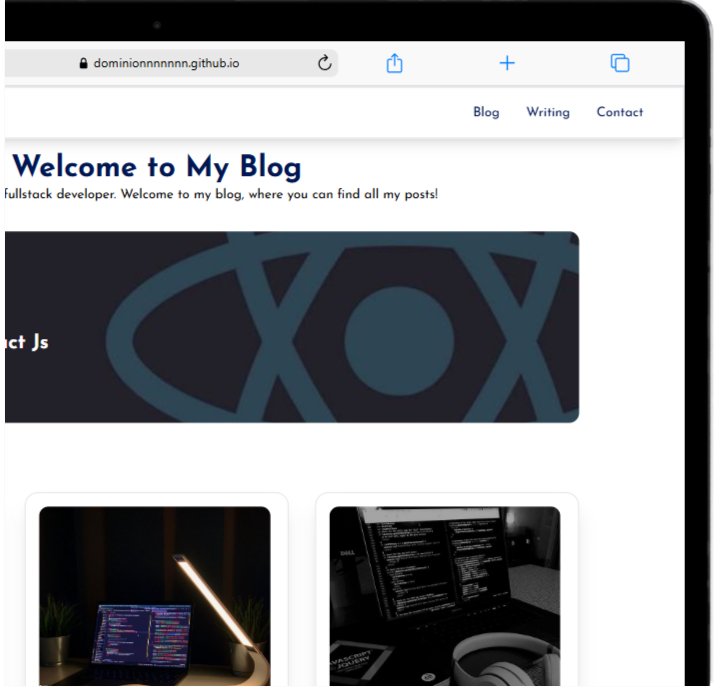 dominionnnnnnn.github.io
Blog Writing Contact
Welcome to My Blog
fullstack developer. Welcome to my blog, where you can find all my posts!
act Js
DELL
JAVASCRIPT
JQUERY